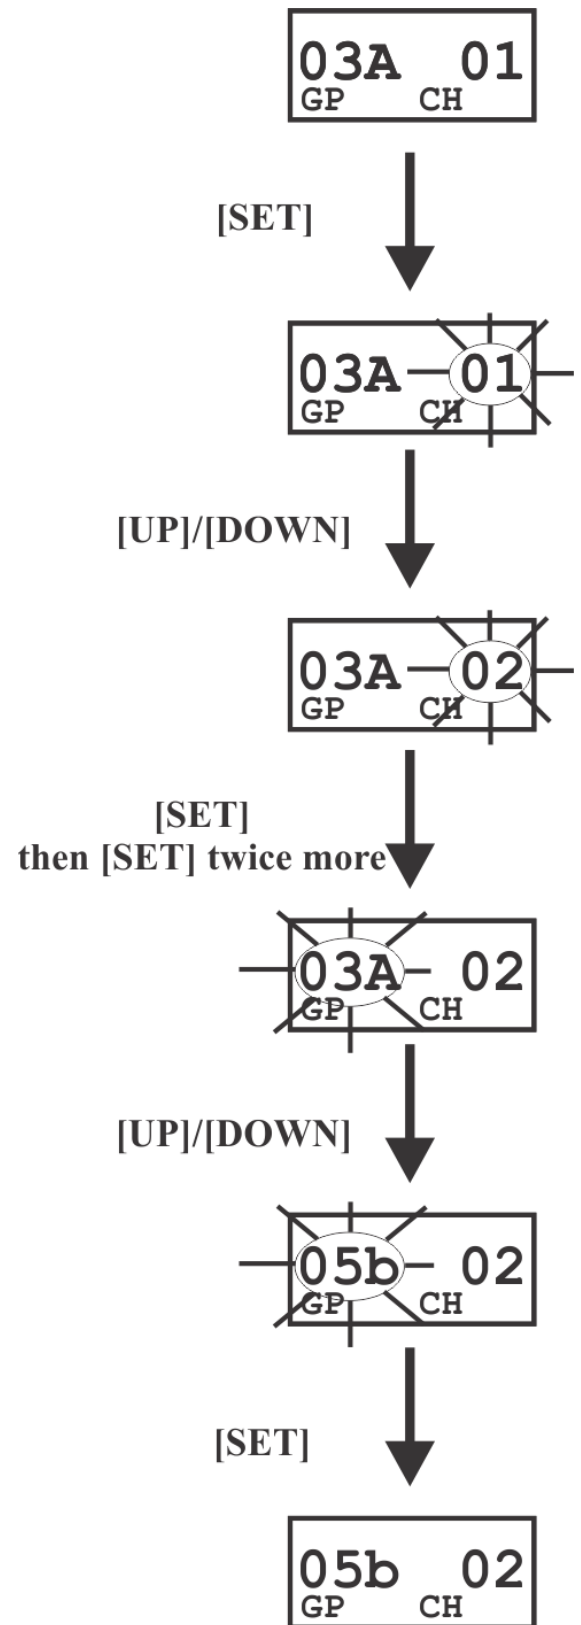 03A 01
GP CH
[SET]
03A 01
GP CH
[UP]/[DOWN]
03A 02
GP CH
[SET]
then [SET] twice more
03A 02
GP CH
[UP]/[DOWN]
05b 02
GP CH
[SET]
05b 02
GP CH